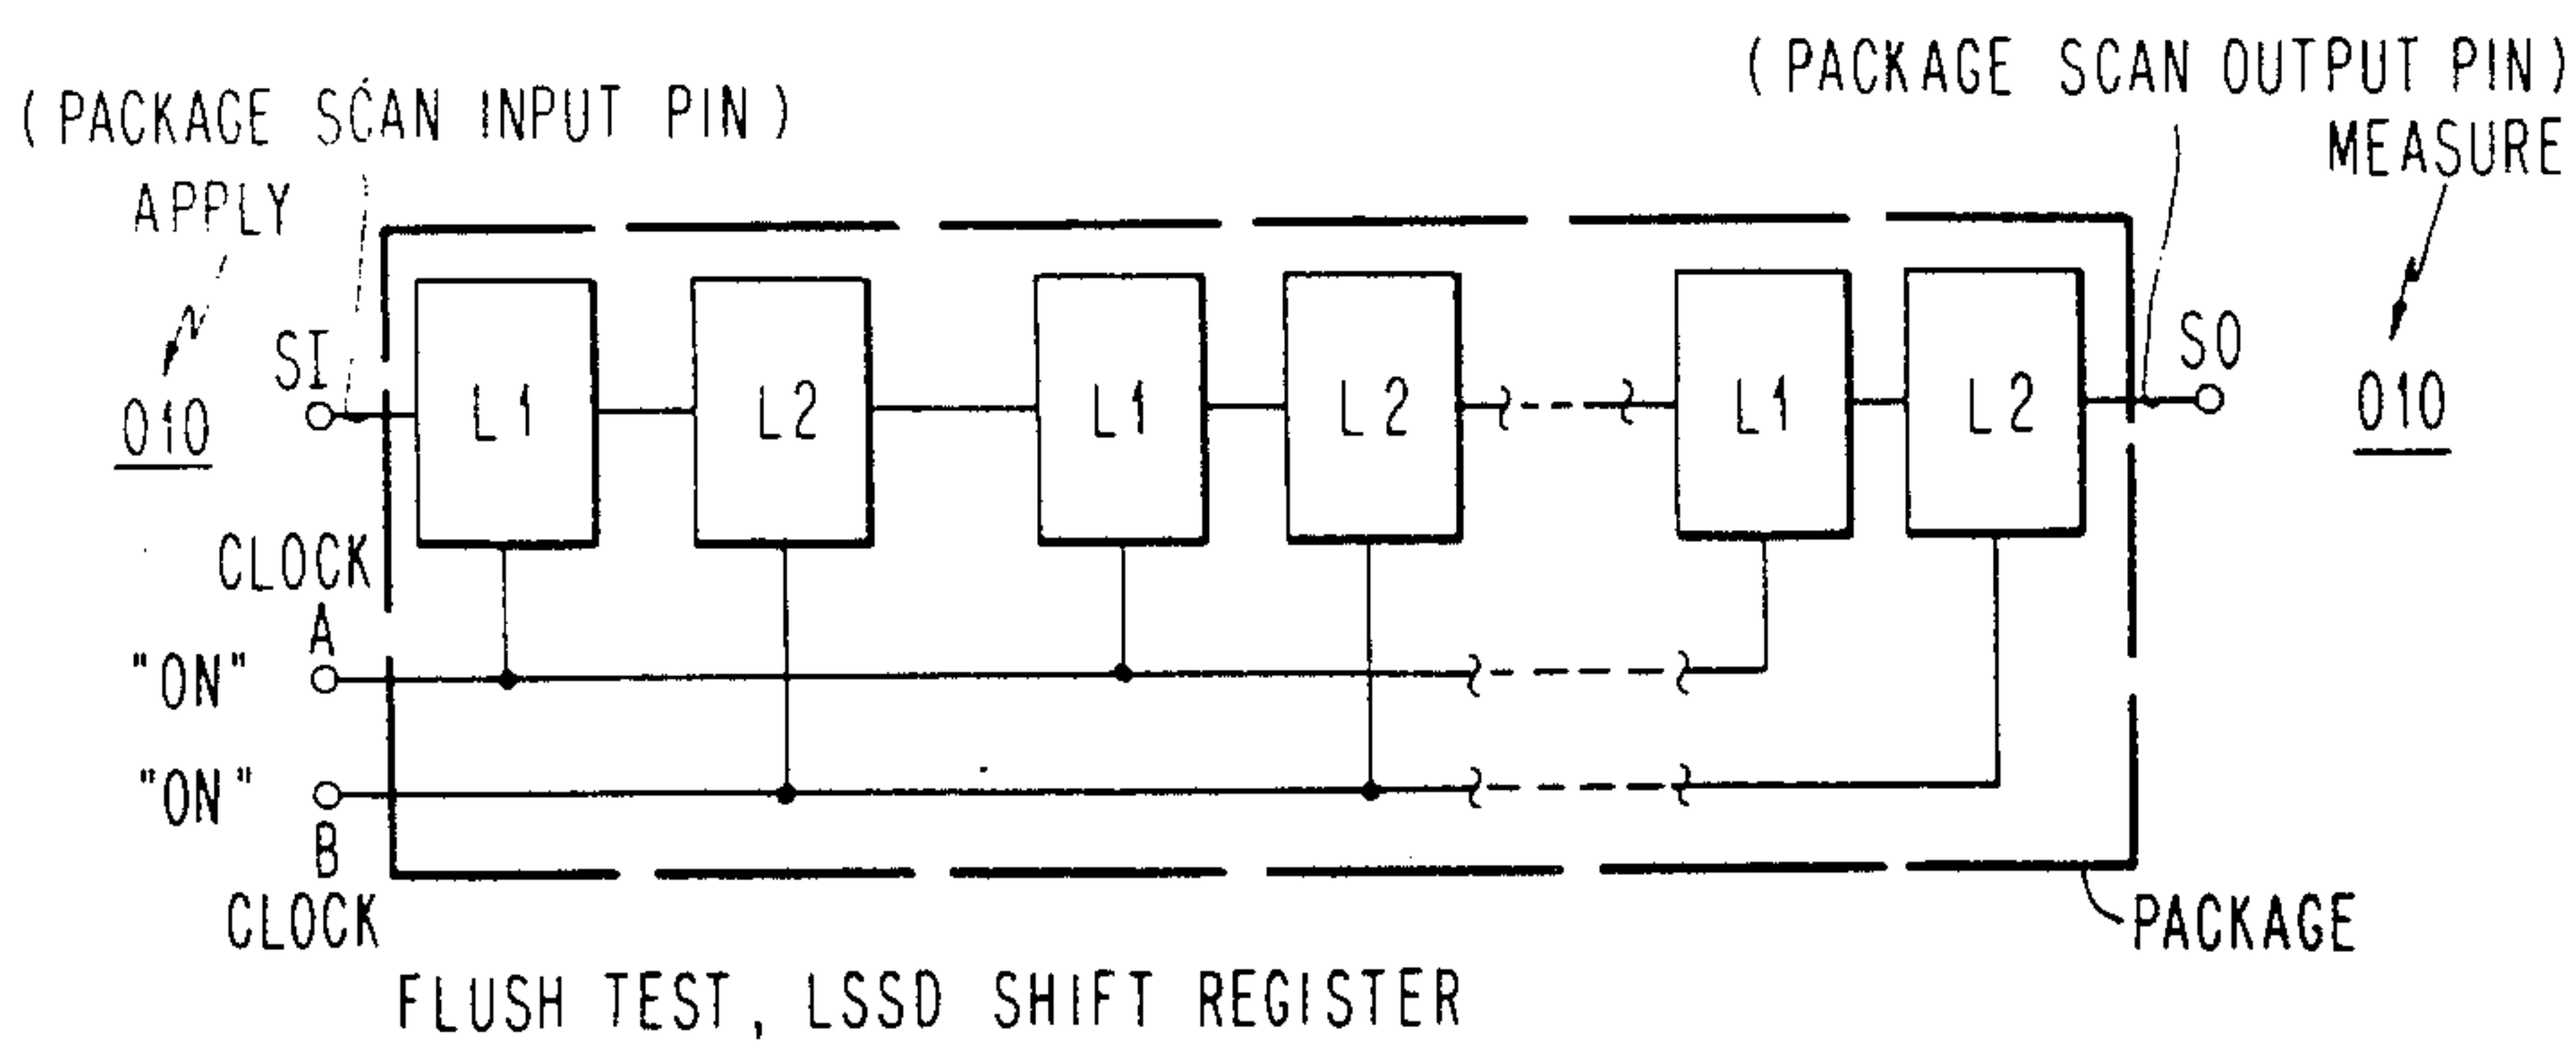 (PACKAGE SCAN INPUT PIN)
(PACKAGE SCAN OUTPUT PIN)
APPLY
MEASURE
SI
SO
010
010
L1
L2
L1
L2
L1
L2
CLOCK
A
"ON"
"ON"
B
CLOCK
PACKAGE
FLUSH TEST, LSSD SHIFT REGISTER